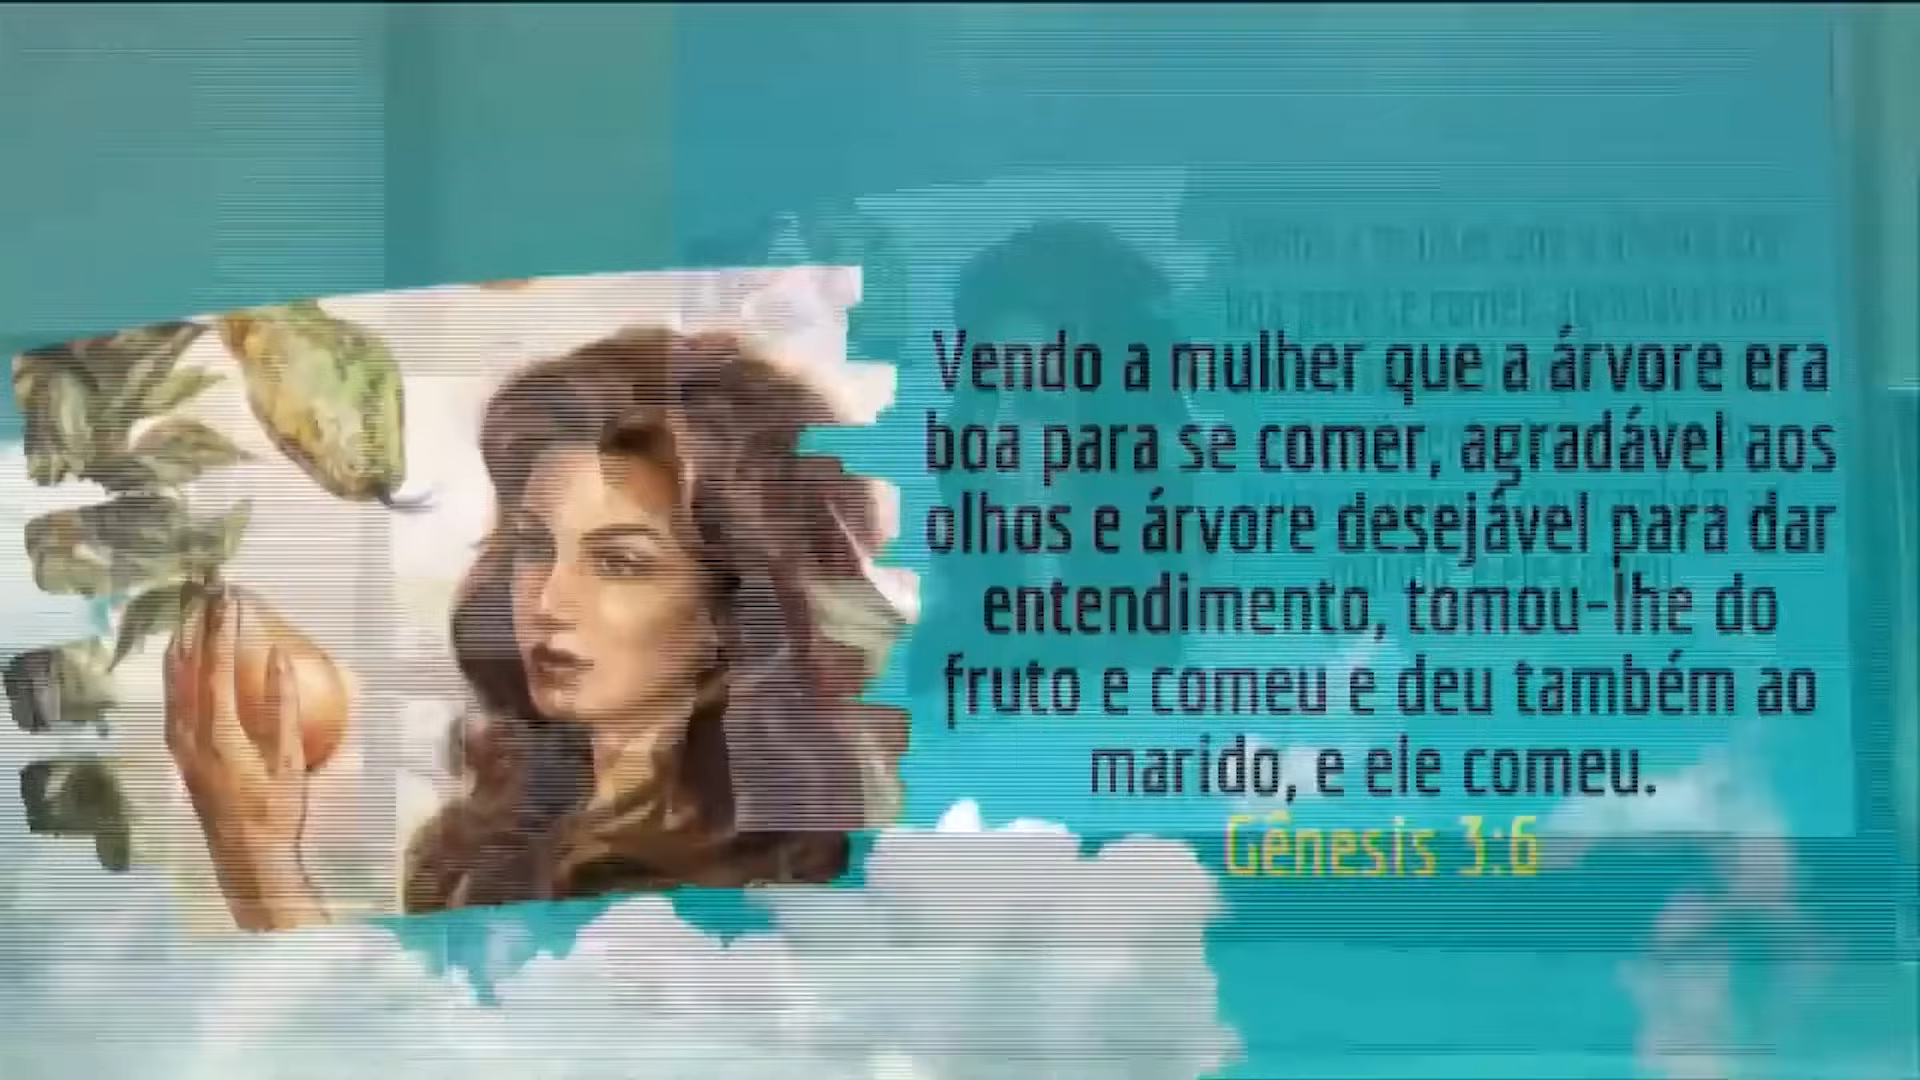 Vendo a mulher que a árvore era
boa para se comer, agradável aos
olhos e árvore desejável para dar
entendimento, tomou-lhe do
fruto e comeu e deu também ao
marido, e ele comeu.
Gênesis 3:6